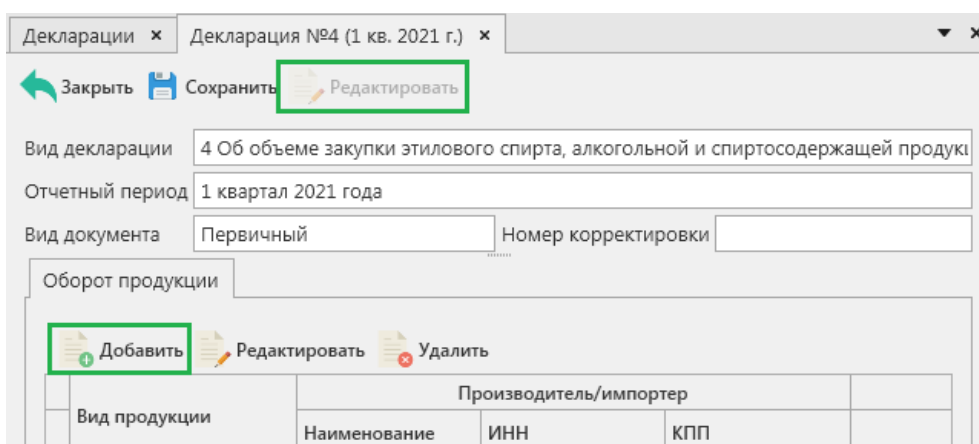 Декларации × Декларация №4 (1 кв. 2021 г.) ×
Закрыть Сохранить Редактировать
Вид декларации 4 Об объеме закупки этилового спирта, алкогольной и спиртосодержащей
Отчетный период 1 квартал 2021 года
Вид документа Первичный Номер корректировки
Оборот продукции
Добавить Редактировать Удалить
Производитель/импортер
Вид продукции
Наименование ИНН КПП